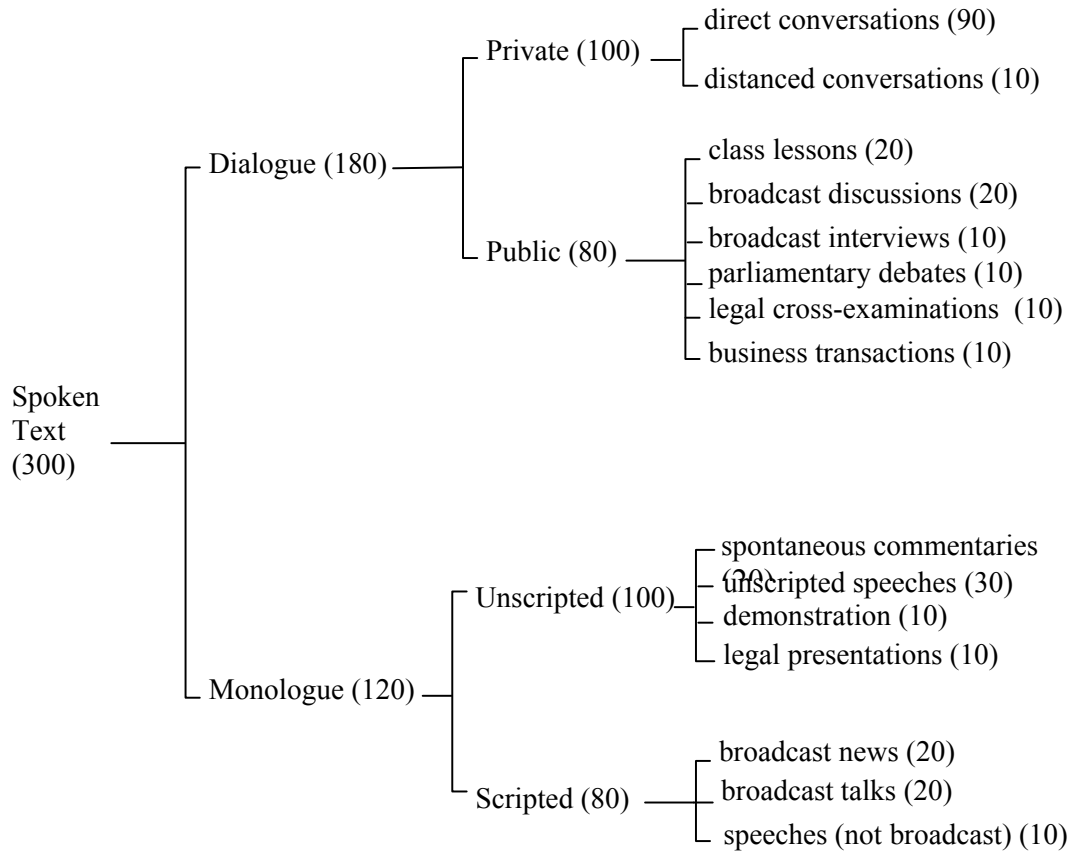 Spoken
Text
(300)
Dialogue (180)
Private (100)
direct conversations (90)
distanced conversations (10)
Public (80)
class lessons (20)
broadcast discussions (20)
broadcast interviews (10)
parliamentary debates (10)
legal cross-examinations (10)
business transactions (10)
Monologue (120)
Unscripted (100)
spontaneous commentaries
(20)
unscripted speeches (30)
demonstration (10)
legal presentations (10)
Scripted (80)
broadcast news (20)
broadcast talks (20)
speeches (not broadcast) (10)